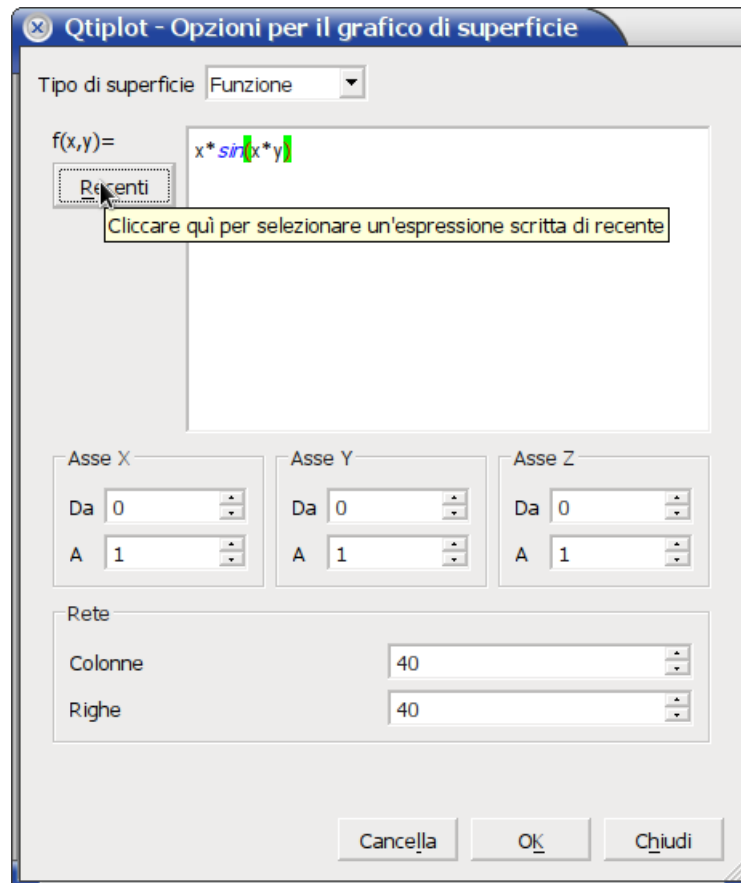 Qtiplot - Opzioni per il grafico di superficie
Tipo di superficie Funzione
f(x,y)=
x*sin(x*y)
Recenti
Cliccare quì per selezionare un'espressione scritta di recente
Asse X Asse Y Asse Z
Da 0 Da 0 Da 0
A 1 A 1 A 1
Rete
Colonne 40
Righe 40
Cancella OK Chiudi